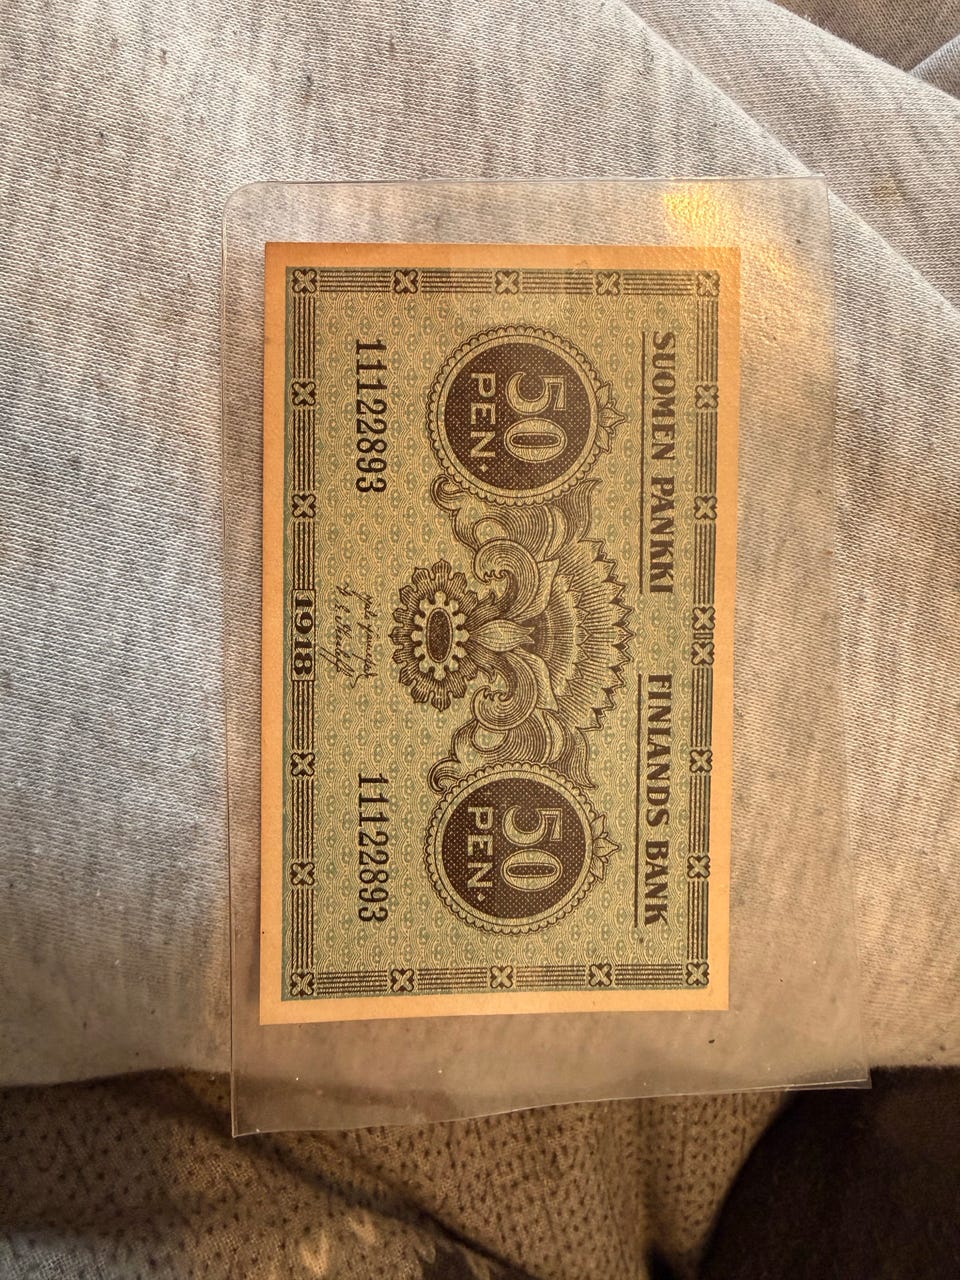 SUOMEN PANKKI FINLANDS BANK
50 50
PEN. PEN.
11122893 11122893
1918